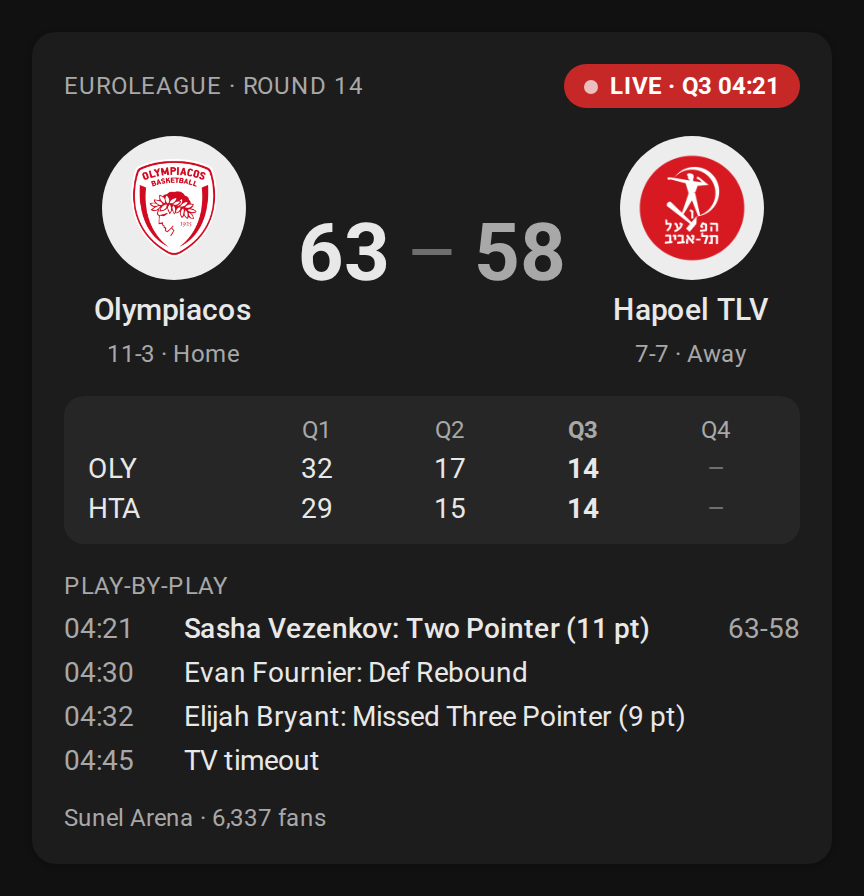 EUROLEAGUE · ROUND 14
LIVE · Q3 04:21
OLYMPIACOS
BASKETBALL
1925
הפועל
תל-אביב
63 – 58
Olympiacos
Hapoel TLV
11-3 · Home
7-7 · Away
Q1 Q2 Q3 Q4
OLY 32 17 14 –
HTA 29 15 14 –
PLAY-BY-PLAY
04:21 Sasha Vezenkov: Two Pointer (11 pt) 63-58
04:30 Evan Fournier: Def Rebound
04:32 Elijah Bryant: Missed Three Pointer (9 pt)
04:45 TV timeout
Sunel Arena · 6,337 fans